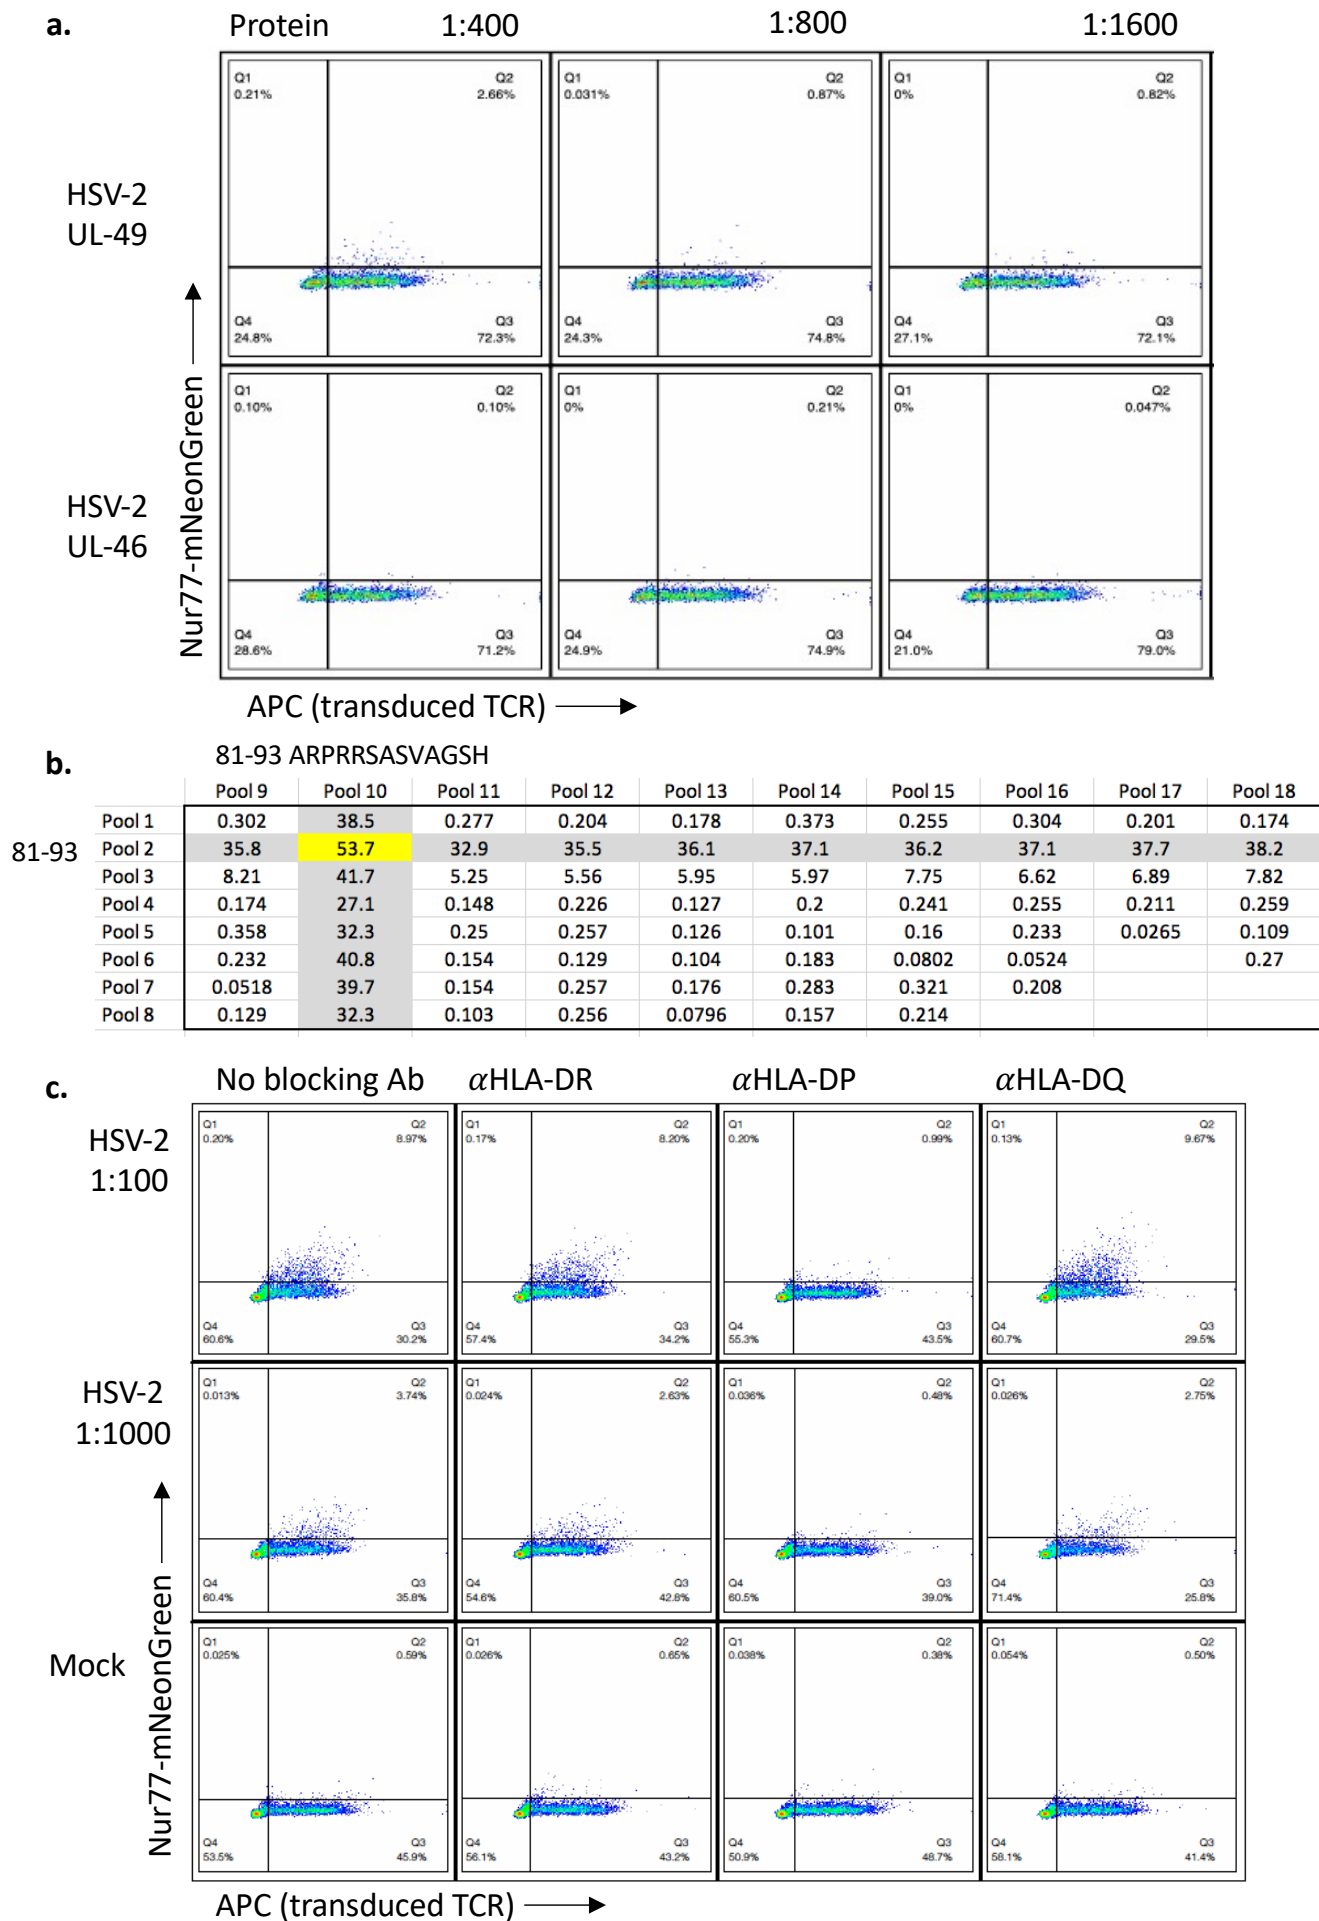 a.
Protein 1:400 1:800 1:1600
HSV-2
UL-49
Q1
0.21%
Q2
2.66%
Q4
24.8%
Q3
72.3%
Q1
0.031%
Q2
0.87%
Q4
24.3%
Q3
74.8%
Q1
0%
Q2
0.82%
Q4
27.1%
Q3
72.1%
HSV-2
UL-46
Q1
0.10%
Q2
0.10%
Q4
28.6%
Q3
71.2%
Q1
0%
Q2
0.21%
Q4
24.9%
Q3
74.9%
Q1
0%
Q2
0.047%
Q4
21.0%
Q3
79.0%
Nur77-mNeonGreen
APC (transduced TCR)
b.
81-93 ARPRRSASVAGSH
Pool 9 Pool 10 Pool 11 Pool 12 Pool 13 Pool 14 Pool 15 Pool 16 Pool 17 Pool 18
Pool 1 0.302 38.5 0.277 0.204 0.178 0.373 0.255 0.304 0.201 0.174
81-93 Pool 2 35.8 53.7 32.9 35.5 36.1 37.1 36.2 37.1 37.7 38.2
Pool 3 8.21 41.7 5.25 5.56 5.95 5.97 7.75 6.62 6.89 7.82
Pool 4 0.174 27.1 0.148 0.226 0.127 0.2 0.241 0.255 0.211 0.259
Pool 5 0.358 32.3 0.25 0.257 0.126 0.101 0.16 0.233 0.0265 0.109
Pool 6 0.232 40.8 0.154 0.129 0.104 0.183 0.0802 0.0524 0.27
Pool 7 0.0518 39.7 0.154 0.257 0.176 0.283 0.321 0.208
Pool 8 0.129 32.3 0.103 0.256 0.0796 0.157 0.214
c.
No blocking Ab αHLA-DR αHLA-DP αHLA-DQ
HSV-2
1:100
Q1
0.20%
Q2
8.97%
Q4
60.6%
Q3
30.2%
Q1
0.17%
Q2
8.20%
Q4
57.4%
Q3
34.2%
Q1
0.20%
Q2
0.99%
Q4
55.3%
Q3
43.5%
Q1
0.13%
Q2
9.67%
Q4
60.7%
Q3
29.5%
HSV-2
1:1000
Q1
0.013%
Q2
3.74%
Q4
60.4%
Q3
35.8%
Q1
0.024%
Q2
2.63%
Q4
54.6%
Q3
42.8%
Q1
0.036%
Q2
0.48%
Q4
60.5%
Q3
39.0%
Q1
0.026%
Q2
2.75%
Q4
71.4%
Q3
25.8%
Mock
Q1
0.025%
Q2
0.59%
Q4
53.5%
Q3
45.9%
Q1
0.026%
Q2
0.65%
Q4
56.1%
Q3
43.2%
Q1
0.038%
Q2
0.38%
Q4
50.9%
Q3
48.7%
Q1
0.054%
Q2
0.50%
Q4
58.1%
Q3
41.4%
Nur77-mNeonGreen
APC (transduced TCR)